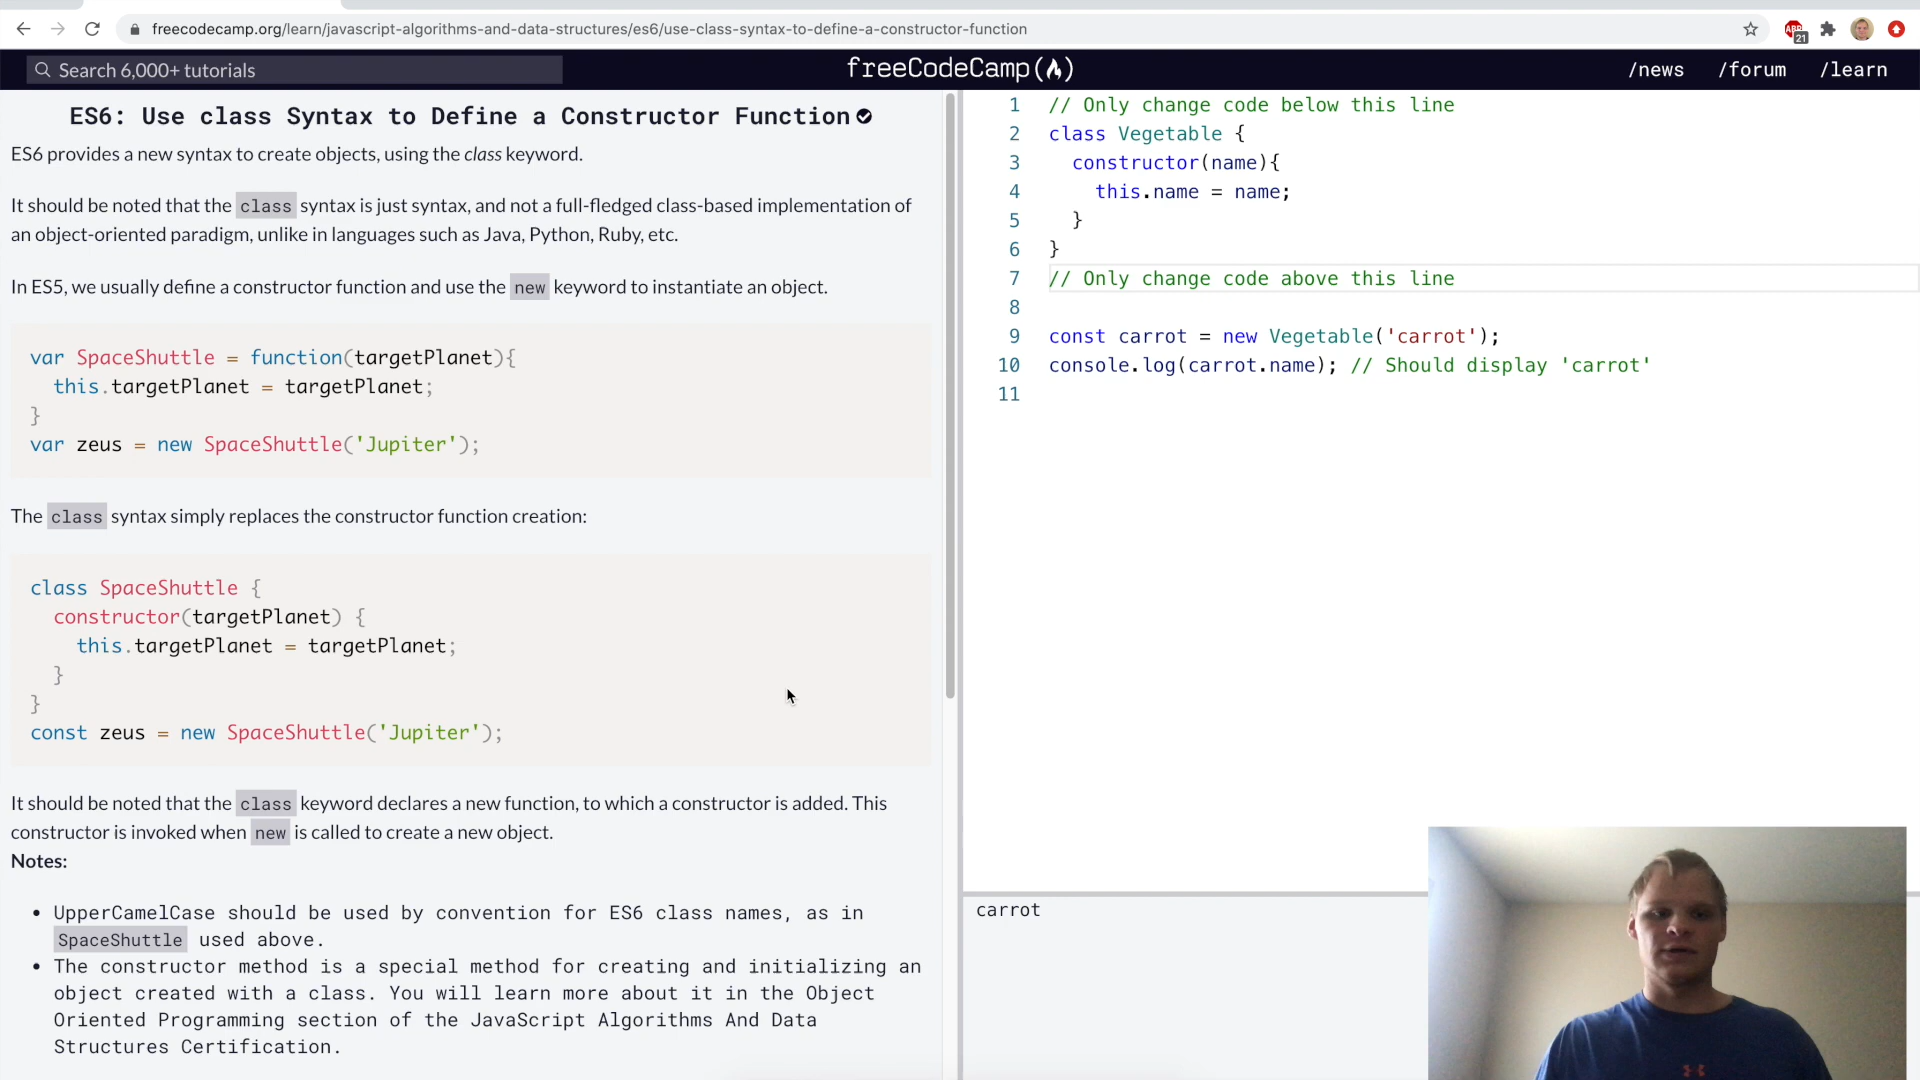 freecodecamp.org/learn/javascript-algorithms-and-data-structures/es6/use-class-syntax-to-define-a-constructor-function
ABP
21
Search 6,000+ tutorials
freeCodeCamp
/news
/forum
/learn
ES6: Use class Syntax to Define a Constructor Function
ES6 provides a new syntax to create objects, using the class keyword.
It should be noted that the class syntax is just syntax, and not a full-fledged class-based implementation of
an object-oriented paradigm, unlike in languages such as Java, Python, Ruby, etc.
In ES5, we usually define a constructor function and use the new keyword to instantiate an object.
var SpaceShuttle = function(targetPlanet){
this.targetPlanet = targetPlanet;
}
var zeus = new SpaceShuttle('Jupiter');
The class syntax simply replaces the constructor function creation:
class SpaceShuttle {
constructor(targetPlanet) {
this.targetPlanet = targetPlanet;
}
}
const zeus = new SpaceShuttle('Jupiter');
It should be noted that the class keyword declares a new function, to which a constructor is added. This
constructor is invoked when new is called to create a new object.
Notes:
• UpperCamelCase should be used by convention for ES6 class names, as in
SpaceShuttle used above.
• The constructor method is a special method for creating and initializing an
object created with a class. You will learn more about it in the Object
Oriented Programming section of the JavaScript Algorithms And Data
Structures Certification.
1 // Only change code below this line
2 class Vegetable {
3 constructor(name){
4 this.name = name;
5 }
6 }
7 // Only change code above this line
8
9 const carrot = new Vegetable('carrot');
10 console.log(carrot.name); // Should display 'carrot'
11
carrot